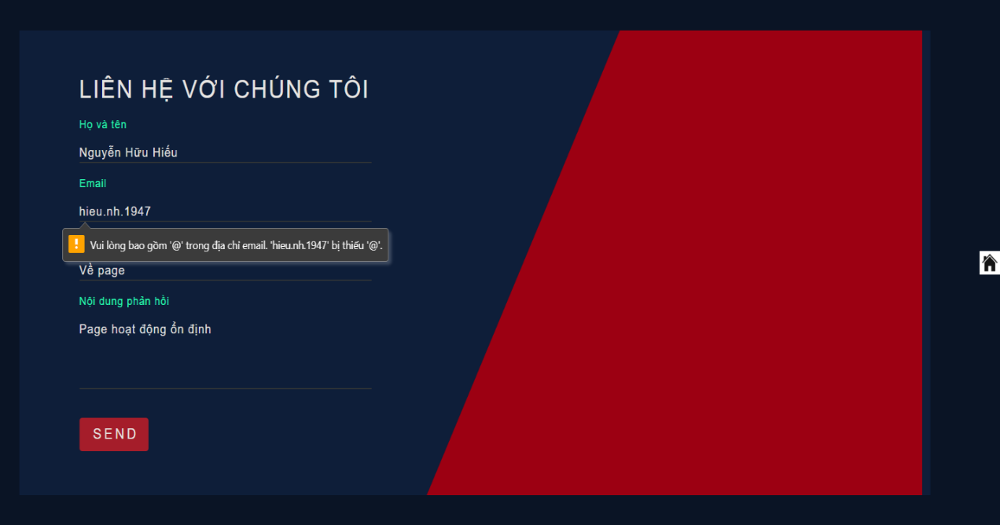 LIÊN HỆ VỚI CHÚNG TÔI
Họ và tên
Nguyễn Hữu Hiếu
Email
hieu.nh.1947
Vui lòng bao gồm '@' trong địa chỉ email. 'hieu.nh.1947' bị thiếu '@'.
Về page
Nội dung phản hồi
Page hoạt động ổn định
SEND